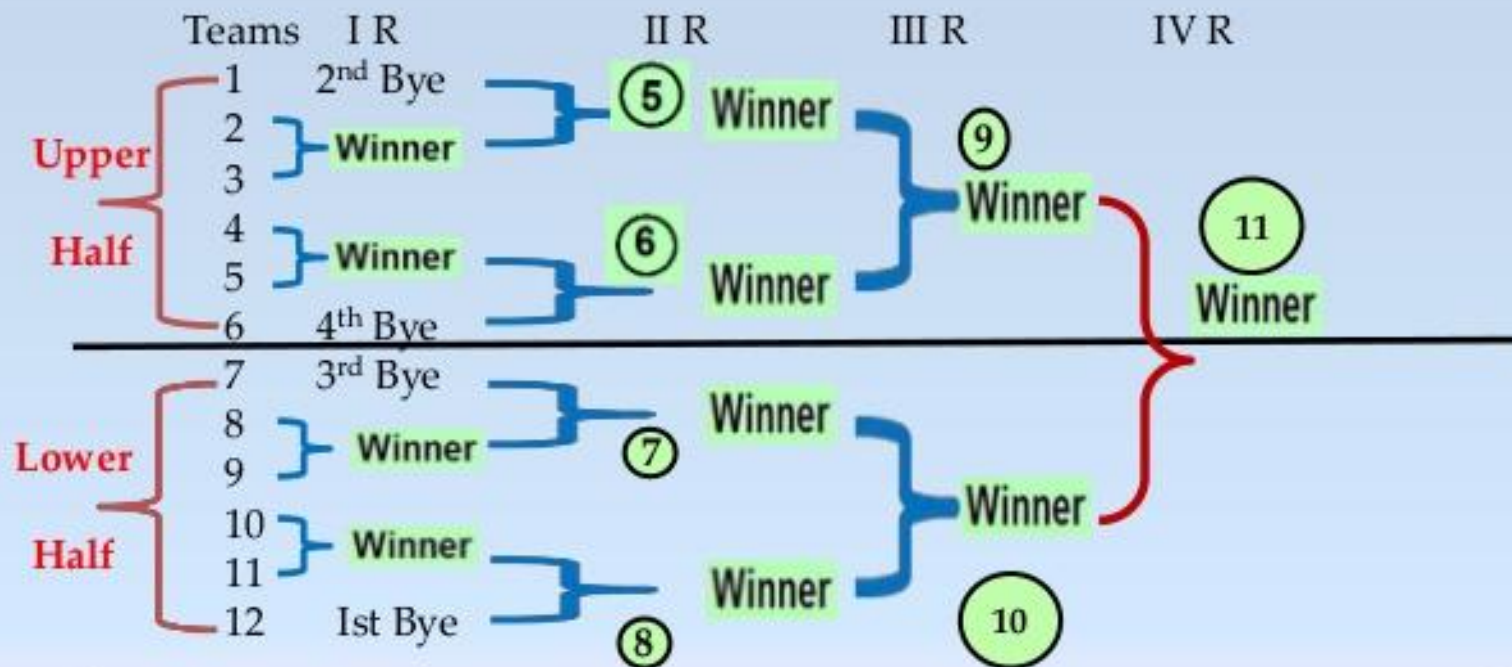 Teams I R II R III R IV R
1 2nd Bye 5 Winner
2
Upper Winner 9
3 Winner
4 6 11
Half Winner
5 Winner Winner
6 4th Bye
7 3rd Bye
8 Winner
Lower Winner 7
9
10 Winner
Half Winner
11 Winner 10
12 Ist Bye 8